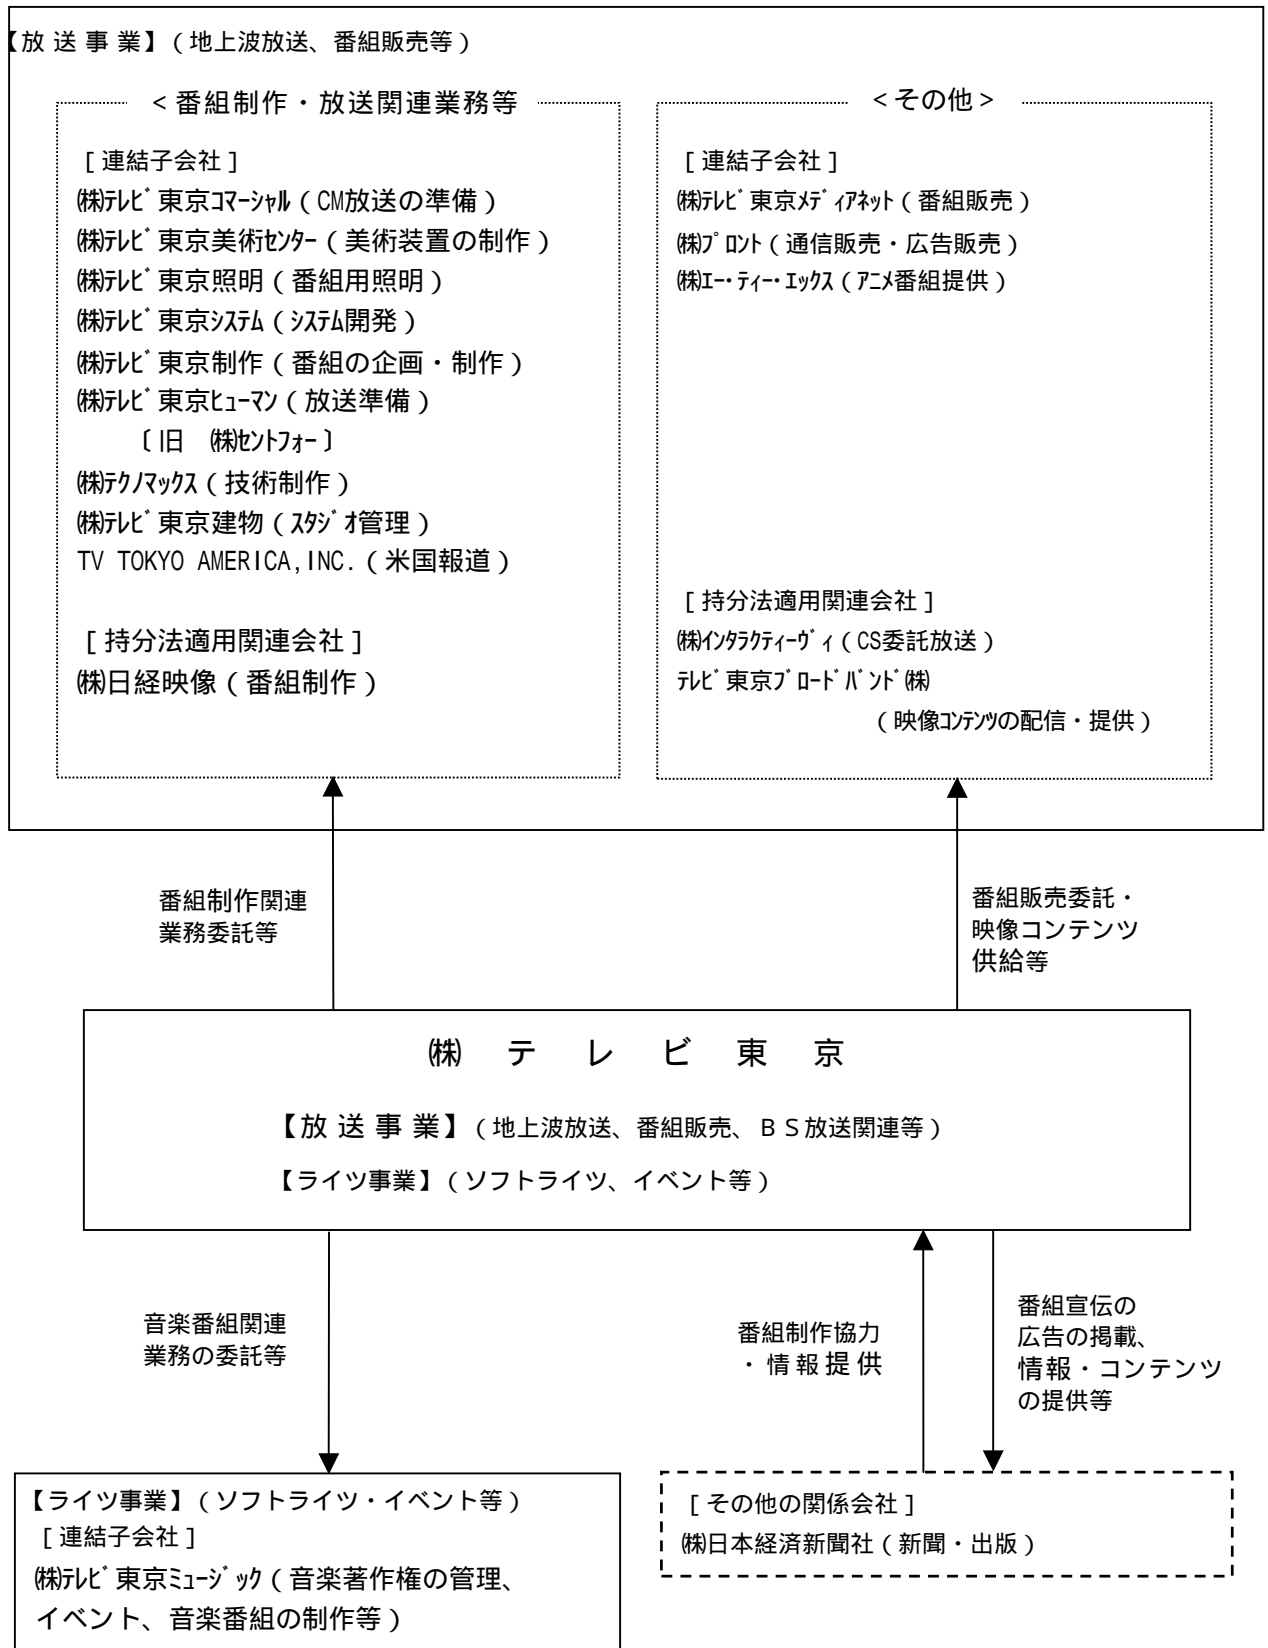 【放 送 事 業】（地上波放送、番組販売等）
＜番組制作・放送関連業務等
[ 連結子会社 ]
㈱ﾃﾚﾋﾞ東京ｺﾏｰｼｬﾙ（CM放送の準備）
㈱ﾃﾚﾋﾞ東京美術ｾﾝﾀｰ（美術装置の制作）
㈱ﾃﾚﾋﾞ東京照明（番組用照明）
㈱ﾃﾚﾋﾞ東京ｼｽﾃﾑ（ｼｽﾃﾑ開発）
㈱ﾃﾚﾋﾞ東京制作（番組の企画・制作）
㈱ﾃﾚﾋﾞ東京ﾋｭｰﾏﾝ（放送準備）
〔旧　㈱ｾﾝﾄﾌｫｰ〕
㈱ﾃｸﾉﾏｯｸｽ（技術制作）
㈱ﾃﾚﾋﾞ東京建物（ｽﾀｼﾞｵ管理）
TV TOKYO AMERICA,INC.（米国報道）
[ 持分法適用関連会社 ]
㈱日経映像（番組制作）
＜その他＞
[ 連結子会社 ]
㈱ﾃﾚﾋﾞ東京ﾒﾃﾞｨｱﾈｯﾄ（番組販売）
㈱ﾌﾟﾛﾝﾄ（通信販売・広告販売）
㈱ｴｰ･ﾃｨｰ･ｴｯｸｽ（ｱﾆﾒ番組提供）
[ 持分法適用関連会社 ]
㈱ｲﾝﾀﾗｸﾃｨｰｳﾞｨ（CS委託放送）
ﾃﾚﾋﾞ東京ﾌﾞﾛｰﾄﾞﾊﾞﾝﾄﾞ㈱
（映像ｺﾝﾃﾝﾂの配信・提供）
番組制作関連
業務委託等
番組販売委託・
映像コンテンツ
供給等
㈱ テ レ ビ 東 京
【放 送 事 業】（地上波放送、番組販売、ＢＳ放送関連等）
【ライツ事業】（ソフトライツ、イベント等）
音楽番組関連
業務の委託等
番組制作協力
・情報提供
番組宣伝の
広告の掲載、
情報・コンテンツ
の提供等
【ライツ事業】（ソフトライツ・イベント等）
[ 連結子会社 ]
㈱ﾃﾚﾋﾞ東京ﾐｭｰｼﾞｯｸ（音楽著作権の管理、
イベント、音楽番組の制作等）
[ その他の関係会社 ]
㈱日本経済新聞社（新聞・出版）